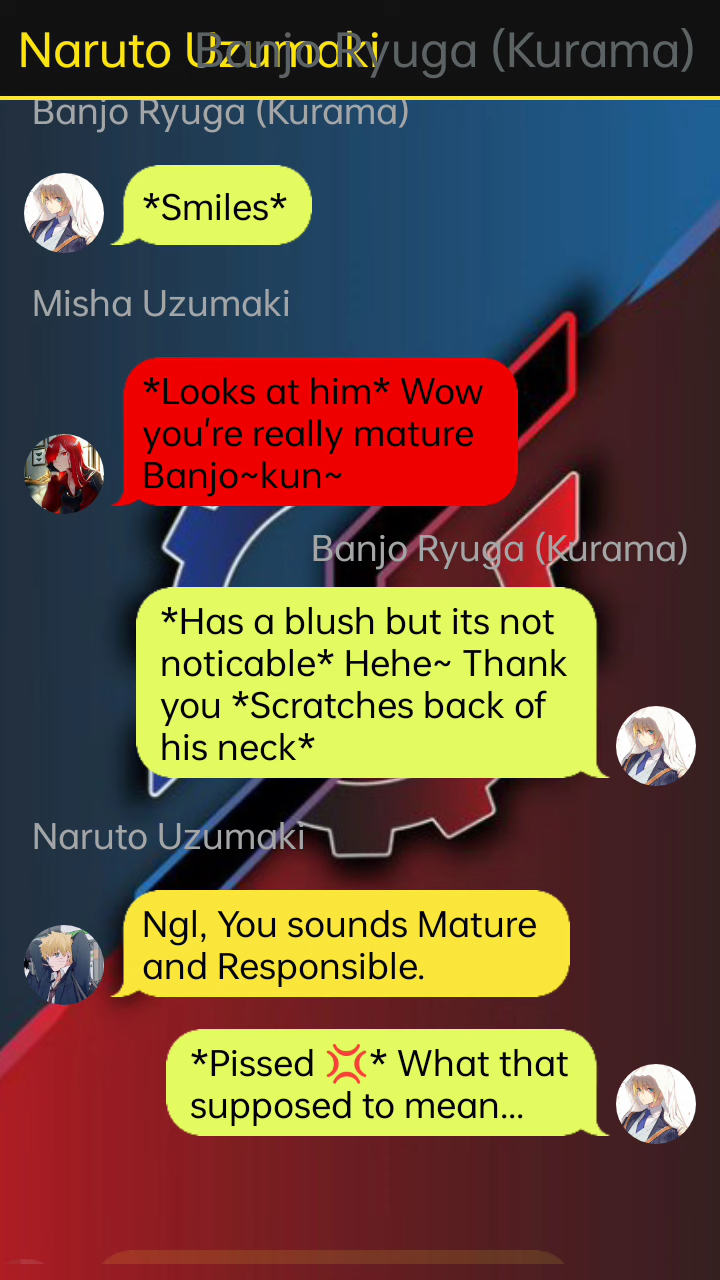 Naruto Uzumaki
Banjo Ryuga (Kurama)
Banjo Ryuga (Kurama)
*Smiles*
Misha Uzumaki
*Looks at him* Wow
you're really mature
Banjo~kun~
Banjo Ryuga (Kurama)
*Has a blush but its not
noticable* Hehe~ Thank
you *Scratches back of
his neck*
Naruto Uzumaki
Ngl, You sounds Mature
and Responsible.
*Pissed 💢* What that
supposed to mean...